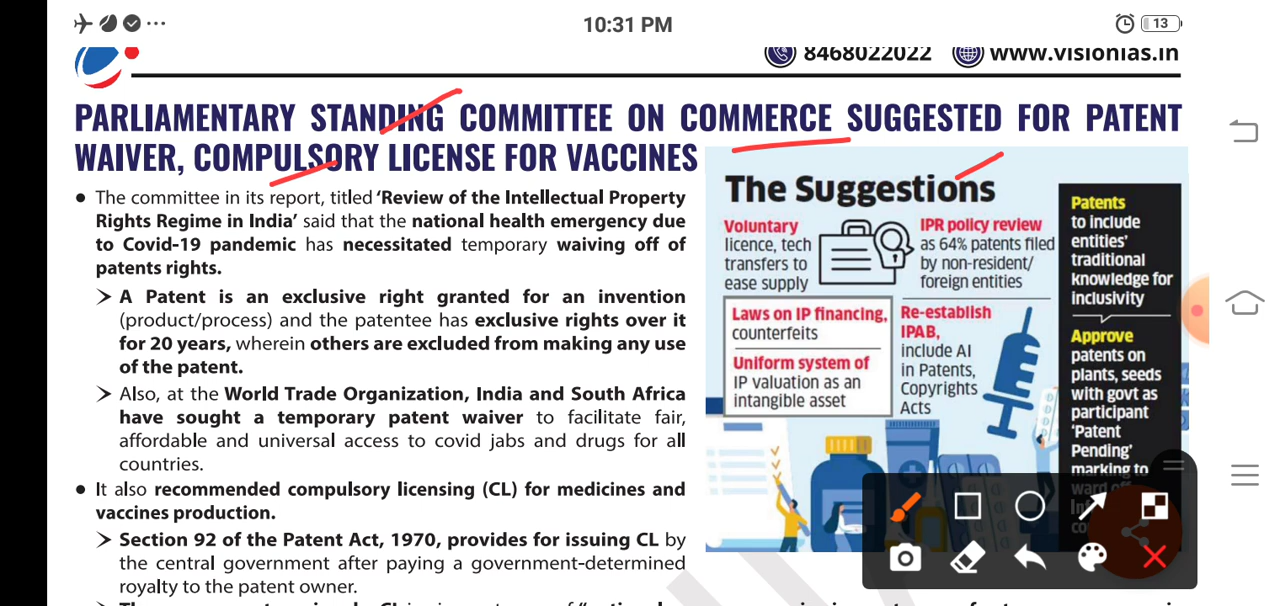 10:31 PM
13
8468022022 www.visionias.in
PARLIAMENTARY STANDING COMMITTEE ON COMMERCE SUGGESTED FOR PATENT
WAIVER, COMPULSORY LICENSE FOR VACCINES
• The committee in its report, titled ‘Review of the Intellectual Property
Rights Regime in India’ said that the national health emergency due
to Covid-19 pandemic has necessitated temporary waiving off of
patents rights.
➢ A Patent is an exclusive right granted for an invention
(product/process) and the patentee has exclusive rights over it
for 20 years, wherein others are excluded from making any use
of the patent.
➢ Also, at the World Trade Organization, India and South Africa
have sought a temporary patent waiver to facilitate fair,
affordable and universal access to covid jabs and drugs for all
countries.
• It also recommended compulsory licensing (CL) for medicines and
vaccines production.
➢ Section 92 of the Patent Act, 1970, provides for issuing CL by
the central government after paying a government-determined
royalty to the patent owner.
The Suggestions
Voluntary
licence, tech
transfers to
ease supply
IPR policy review
as 64% patents filed
by non-resident/
foreign entities
Laws on IP financing,
counterfeits
Uniform system of
IP valuation as an
intangible asset
Re-establish
IPAB,
include AI
in Patents,
Copyrights
Acts
Patents
to include
entities’
traditional
knowledge for
inclusivity
Approve
patents on
plants, seeds
with govt as
participant
‘Patent
Pending’
marking to
ward off